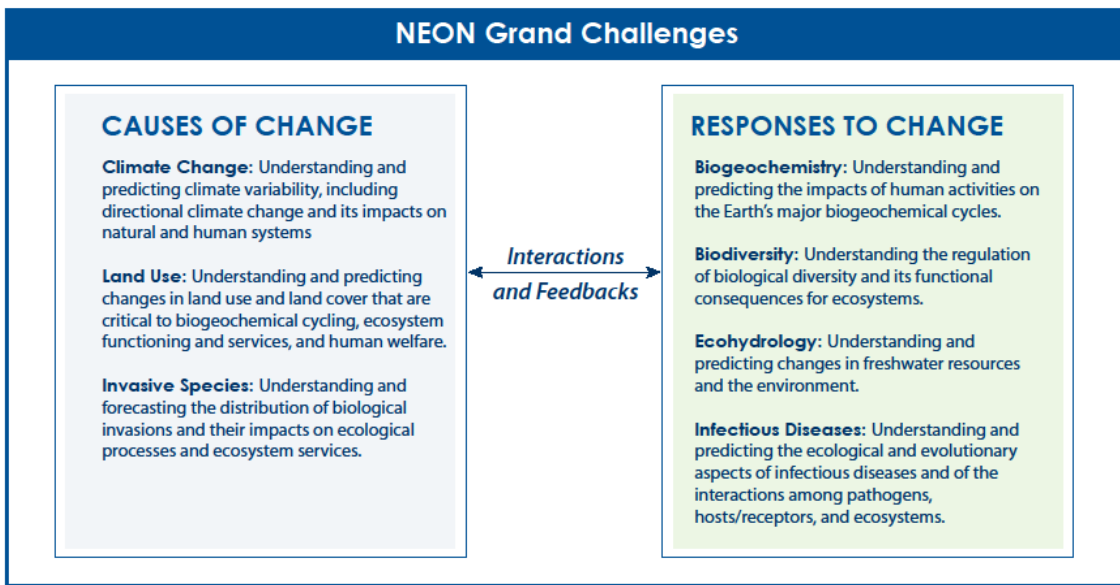 NEON Grand Challenges
CAUSES OF CHANGE
Climate Change: Understanding and
predicting climate variability, including
directional climate change and its impacts on
natural and human systems
Land Use: Understanding and predicting
changes in land use and land cover that are
critical to biogeochemical cycling, ecosystem
functioning and services, and human welfare.
Invasive Species: Understanding and
forecasting the distribution of biological
invasions and their impacts on ecological
processes and ecosystem services.
Interactions
and Feedbacks
RESPONSES TO CHANGE
Biogeochemistry: Understanding and
predicting the impacts of human activities on
the Earth's major biogeochemical cycles.
Biodiversity: Understanding the regulation
of biological diversity and its functional
consequences for ecosystems.
Ecohydrology: Understanding and
predicting changes in freshwater resources
and the environment.
Infectious Diseases: Understanding and
predicting the ecological and evolutionary
aspects of infectious diseases and of the
interactions among pathogens,
hosts/receptors, and ecosystems.